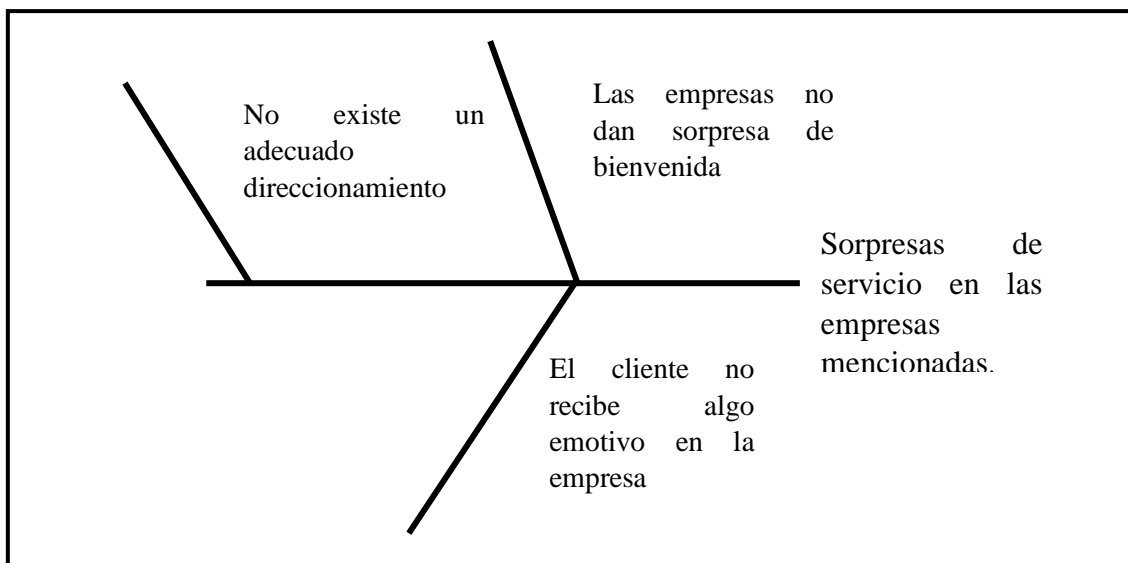 No existe un
adecuado
direccionamiento
Las empresas no
dan sorpresa de
bienvenida
Sorpresas de
servicio en las
empresas
mencionadas.
El cliente no
recibe algo
emotivo en la
empresa